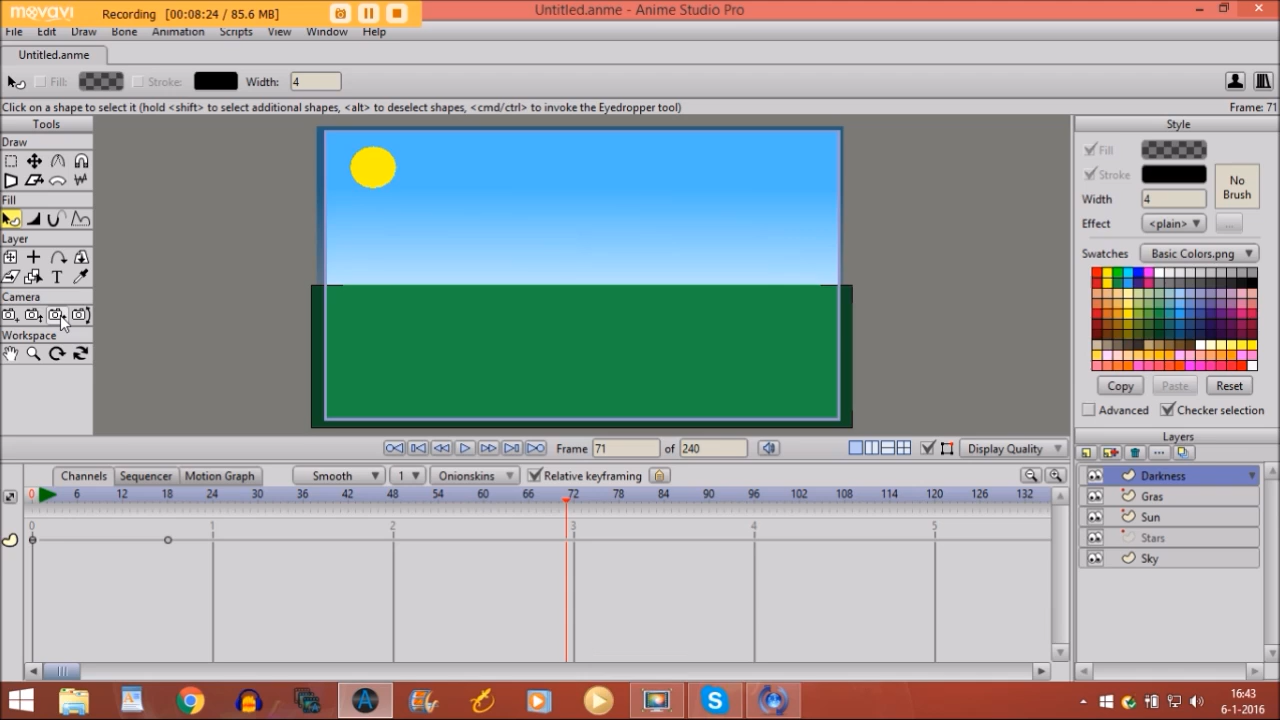 movavi Recording [00:08:24 / 85.6 MB]
Untitled.anme - Anime Studio Pro
File Edit Draw Bone Animation Scripts View Window Help
Untitled.anme
Fill: Stroke: Width: 4
Click on a shape to select it (hold <shift> to select additional shapes, <alt> to deselect shapes, <cmd/ctrl> to invoke the Eyedropper tool) Frame: 71
Tools
Draw
Fill
Layer
T
Camera
Workspace
Style
Fill
Stroke
Width 4
No Brush
Effect <plain> ...
Swatches Basic Colors.png
Copy Paste Reset
Advanced Checker selection
Frame 71 of 240 Display Quality
Layers
Darkness
Gras
Sun
Stars
Sky
Channels Sequencer Motion Graph Smooth 1 Onionskins Relative keyframing
0 6 12 18 24 30 36 42 48 54 60 66 72 78 84 90 96 102 108 114 120 126 132
0 1 2 3 4 5
16:43
6-1-2016